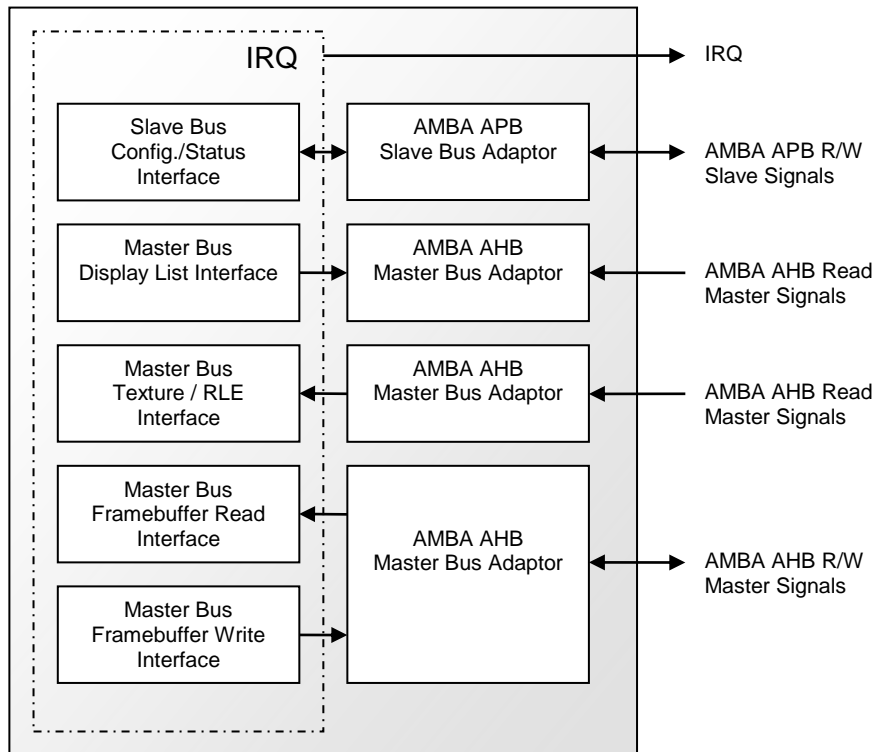 IRQ
IRQ
Slave Bus
Config./Status
Interface
AMBA APB
Slave Bus Adaptor
AMBA APB R/W
Slave Signals
Master Bus
Display List Interface
AMBA AHB
Master Bus Adaptor
AMBA AHB Read
Master Signals
Master Bus
Texture / RLE
Interface
AMBA AHB
Master Bus Adaptor
AMBA AHB Read
Master Signals
Master Bus
Framebuffer Read
Interface
AMBA AHB
Master Bus Adaptor
AMBA AHB R/W
Master Signals
Master Bus
Framebuffer Write
Interface